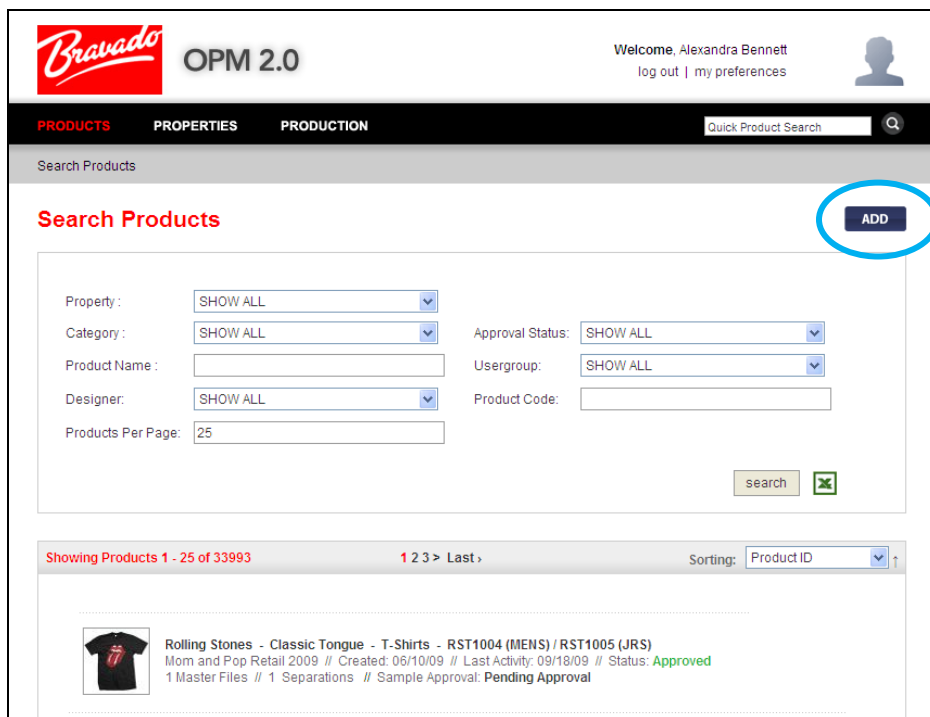 Bravado
OPM 2.0
Welcome, Alexandra Bennett
log out | my preferences
PRODUCTS PROPERTIES PRODUCTION Quick Product Search
Search Products
Search Products ADD
Property : SHOW ALL
Category : SHOW ALL Approval Status: SHOW ALL
Product Name : Usergroup: SHOW ALL
Designer: SHOW ALL Product Code:
Products Per Page: 25
search
Showing Products 1 - 25 of 33993 1 2 3 > Last › Sorting: Product ID ↑
Rolling Stones - Classic Tongue - T-Shirts - RST1004 (MENS) / RST1005 (JRS)
Mom and Pop Retail 2009 // Created: 06/10/09 // Last Activity: 09/18/09 // Status: Approved
1 Master Files // 1 Separations // Sample Approval: Pending Approval